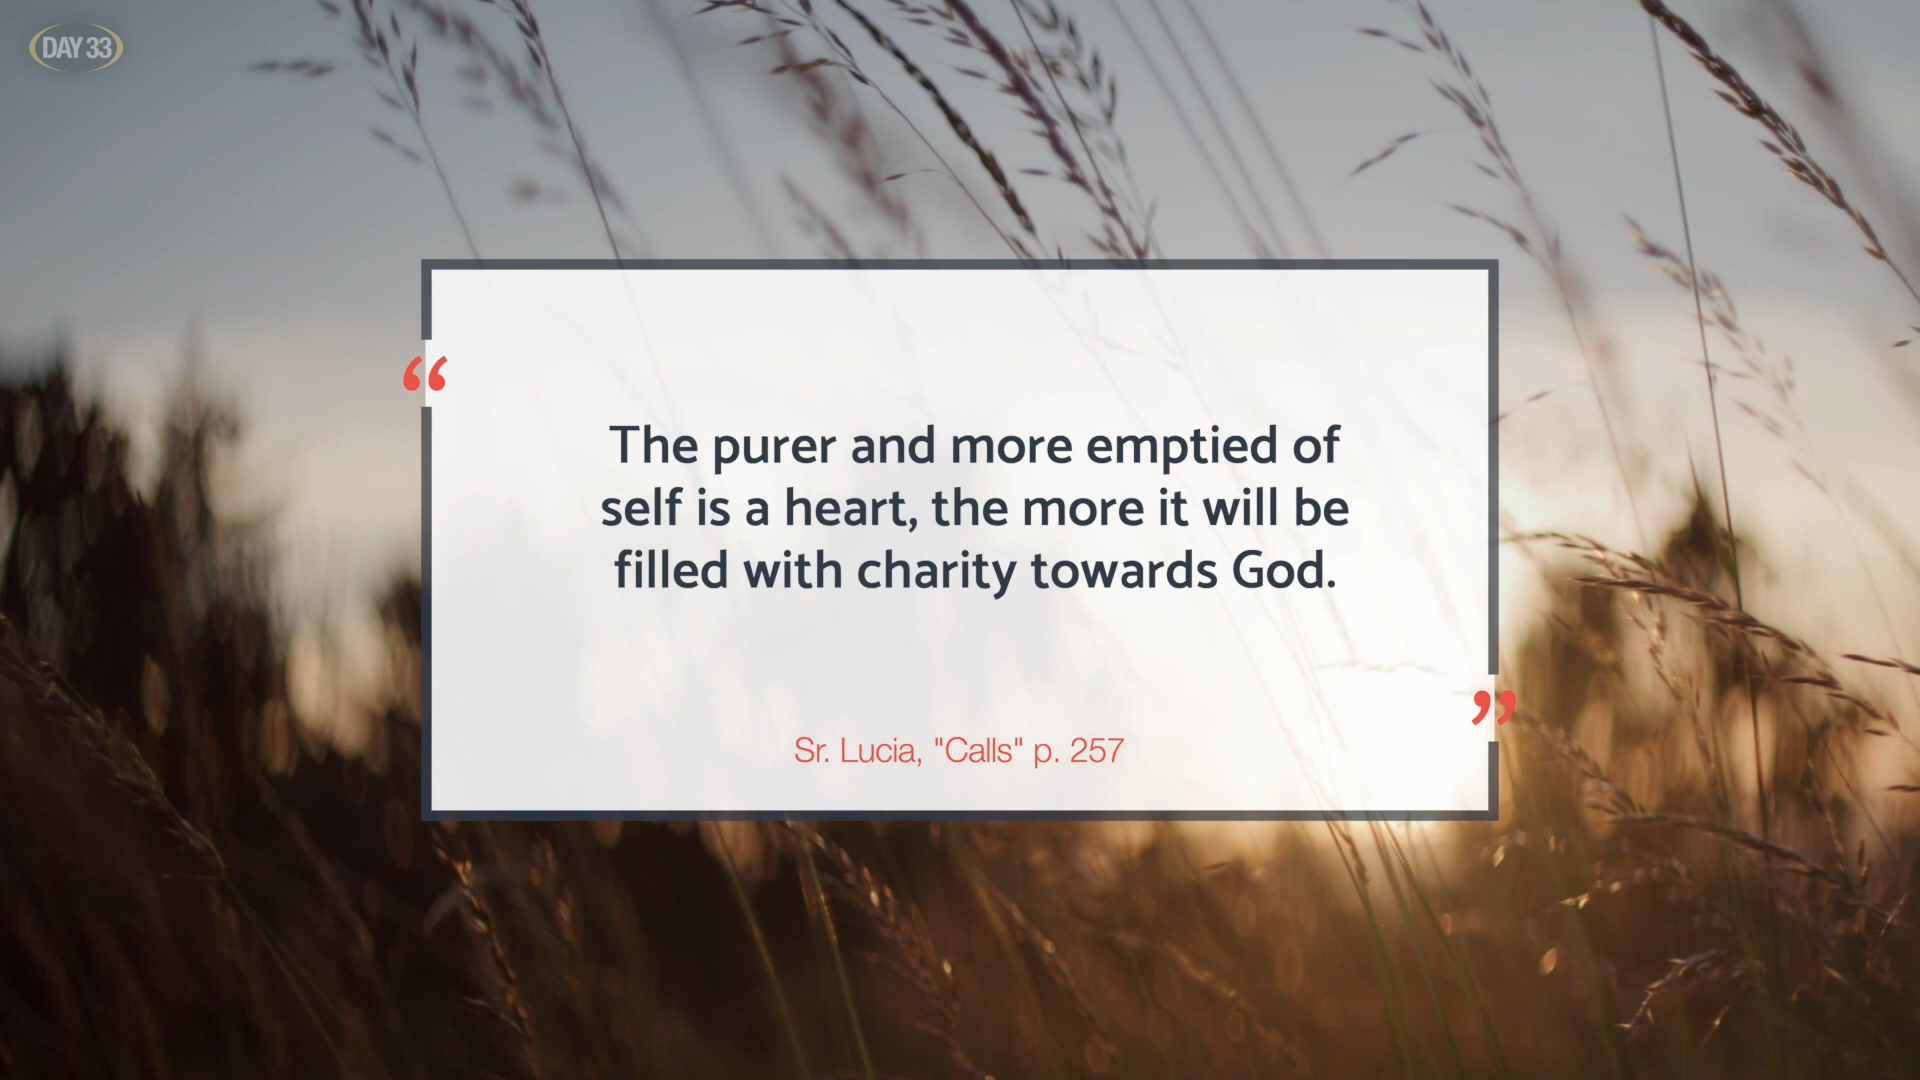 DAY 33
“
The purer and more emptied of
self is a heart, the more it will be
filled with charity towards God.
”
Sr. Lucia, "Calls" p. 257